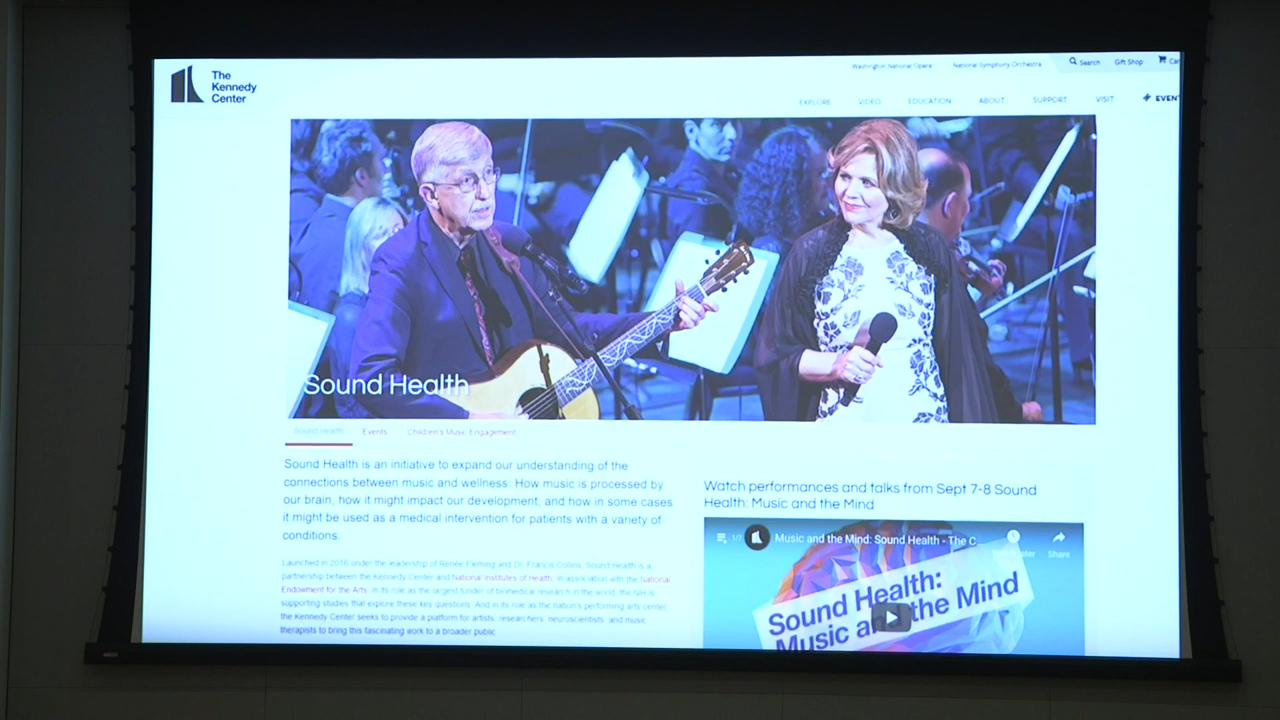 The
Kennedy
Center
Washington National Opera
National Symphony Orchestra
Search
Gift Shop
EXPLORE
VIDEO
EDUCATION
ABOUT
SUPPORT
VISIT
EVEN
Sound Health
Sound Health
Events
Children's Music Engagement
Sound Health is an initiative to expand our understanding of the
connections between music and wellness: How music is processed by
our brain, how it might impact our development, and how in some cases
it might be used as a medical intervention for patients with a variety of
conditions.
Launched in 2016 under the leadership of Renée Fleming and Dr. Francis Collins, Sound Health is a
partnership between the Kennedy Center and National Institutes of Health, in association with the National
Endowment for the Arts. In its role as the largest funder of biomedical research in the world, the NIH is
supporting studies that explore these key questions. And in its role as the nation's performing arts center,
the Kennedy Center seeks to provide a platform for artists, researchers, neuroscientists, and music
therapists to bring this fascinating work to a broader public.
Watch performances and talks from Sept 7-8 Sound
Health: Music and the Mind
1/7
Music and the Mind: Sound Health - The C
Share
Sound Health:
Music and the Mind